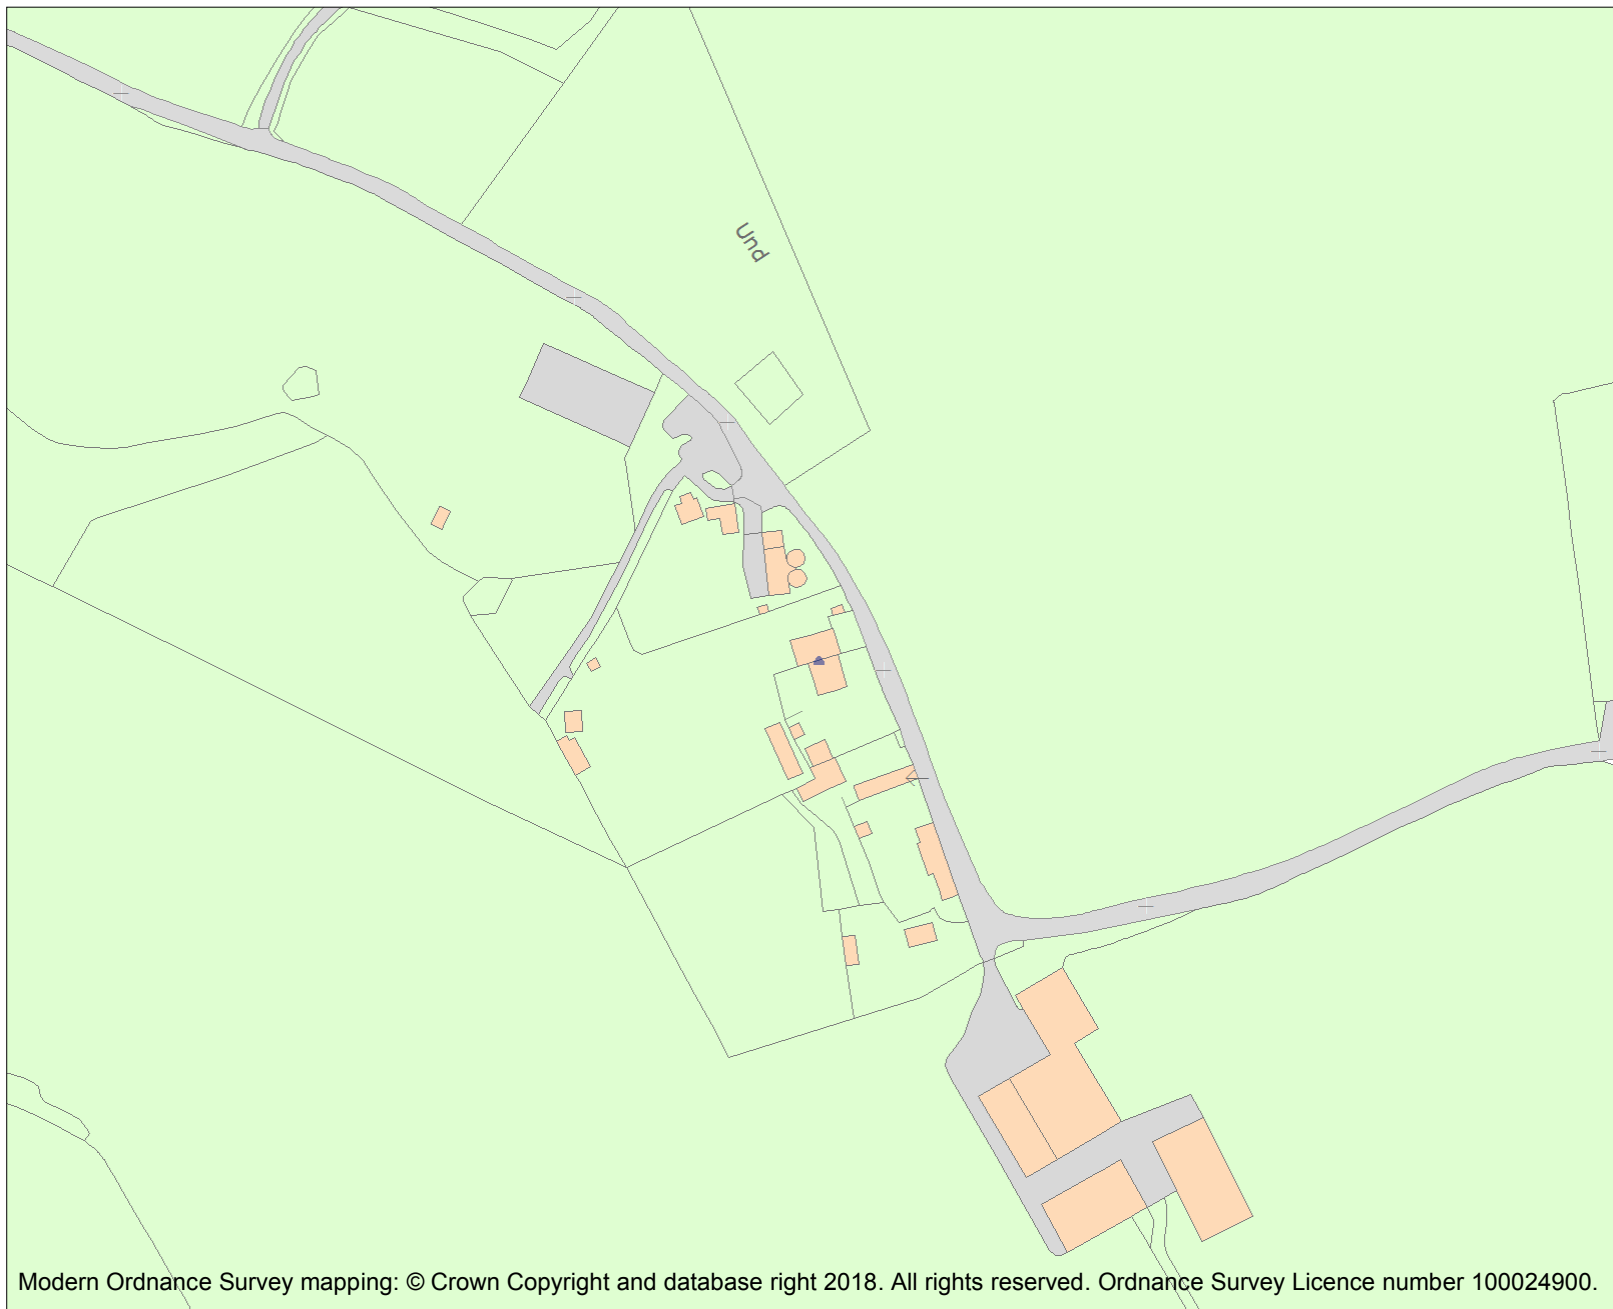 Und
Modern Ordnance Survey mapping: © Crown Copyright and database right 2018. All rights reserved. Ordnance Survey Licence number 100024900.